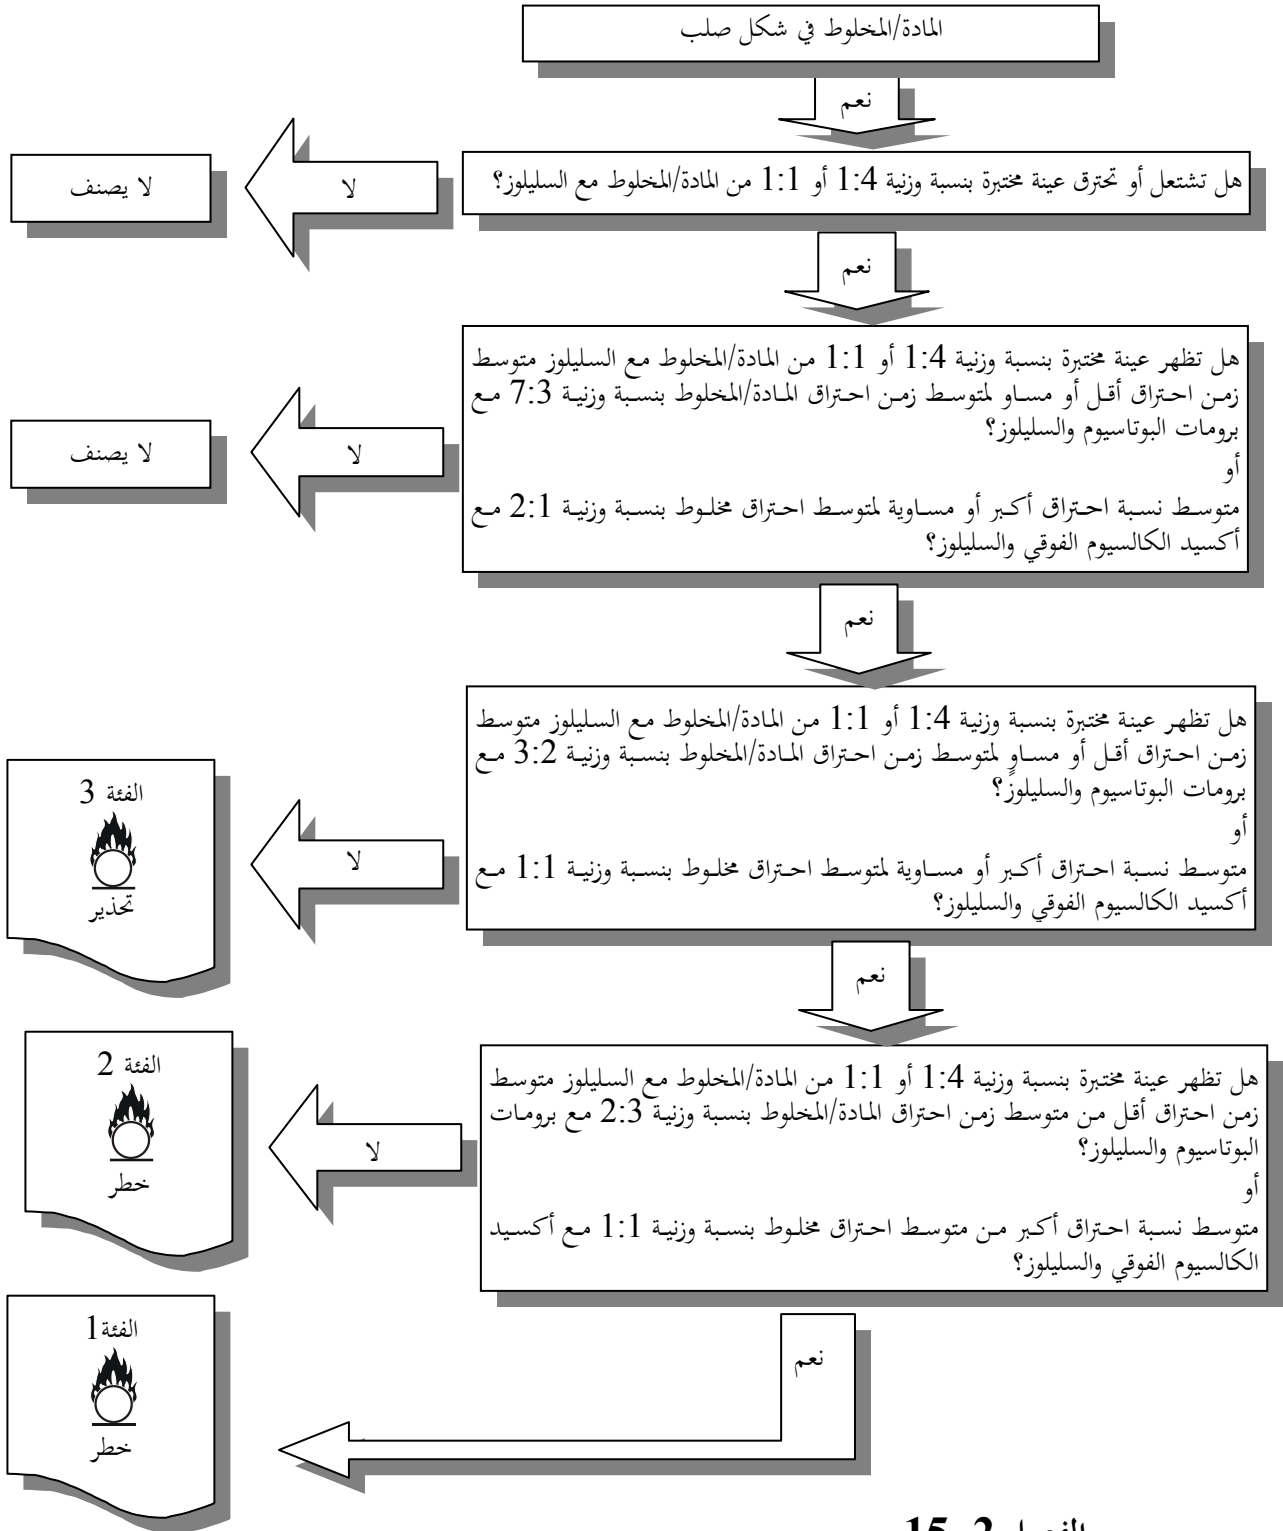 المادة/المخلوط في شكل صلب
نعم
هل تشتعل أو تحترق عينة مختبرة بنسبة وزنية 1:4 أو 1:1 من المادة/المخلوط مع السليلوز؟
لا
لا يصنف
نعم
هل تظهر عينة مختبرة بنسبة وزنية 1:4 أو 1:1 من المادة/المخلوط مع السليلوز متوسط
زمن احتراق أقل أو مساو لمتوسط زمن احتراق المادة/المخلوط بنسبة وزنية 7:3 مع
برومات البوتاسيوم والسليلوز؟
أو
متوسط نسبة احتراق أكبر أو مساوية لمتوسط احتراق مخلوط بنسبة وزنية 2:1 مع
أكسيد الكالسيوم الفوقي والسليلوز؟
لا
لا يصنف
نعم
هل تظهر عينة مختبرة بنسبة وزنية 1:4 أو 1:1 من المادة/المخلوط مع السليلوز متوسط
زمن احتراق أقل أو مساوٍ لمتوسط زمن احتراق المادة/المخلوط بنسبة وزنية 3:2 مع
برومات البوتاسيوم والسليلوز؟
أو
متوسط نسبة احتراق أكبر أو مساوية لمتوسط احتراق مخلوط بنسبة وزنية 1:1 مع
أكسيد الكالسيوم الفوقي والسليلوز؟
لا
الفئة 3
تحذير
نعم
هل تظهر عينة مختبرة بنسبة وزنية 1:4 أو 1:1 من المادة/المخلوط مع السليلوز متوسط
زمن احتراق أقل من متوسط زمن احتراق المادة/المخلوط بنسبة وزنية 2:3 مع برومات
البوتاسيوم والسليلوز؟
أو
متوسط نسبة احتراق أكبر من متوسط احتراق مخلوط بنسبة وزنية 1:1 مع أكسيد
الكالسيوم الفوقي والسليلوز؟
لا
الفئة 2
خطر
نعم
الفئة1
خطر